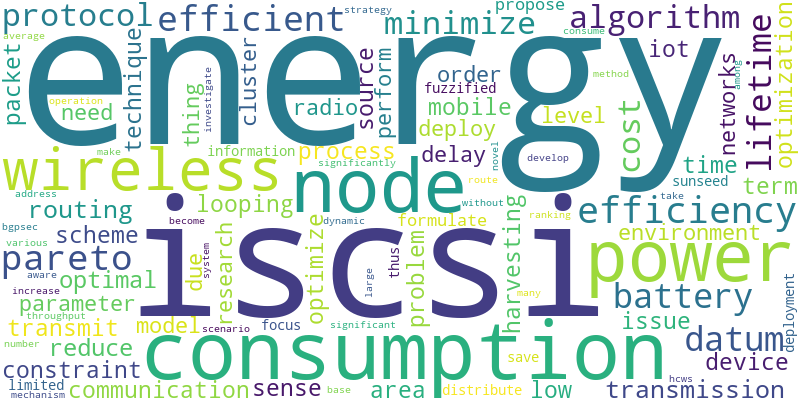 protocol
efficient
strategy
minimize
propose
algorithm
average
consume
energy
packet
technique
need
thing
cluster
investigate
operation
radio
source
perform
order
fuzzified
mobile
deploy
iot
level
method
cost
networks
among
lifetime
optimization
make
information
process
significantly
delay
novel
develop
time
wireless
node
iscsi
address
looping
without
route
sunseed
take
term
efficiency
bgpsec
routing
become
dynamic
formulate
ranking
environment
various
scheme
due
research
optimize
thus
problem
harvesting
pareto
system
power
aware
optimal
large
many
battery
increase
parameter
throughput
transmit
model
scenario
focus
significant
issue
datum
deployment
number
reduce
consumption
save
device
constraint
limited
mechanism
communication
sense
base
area
distribute
low
hcws
transmission